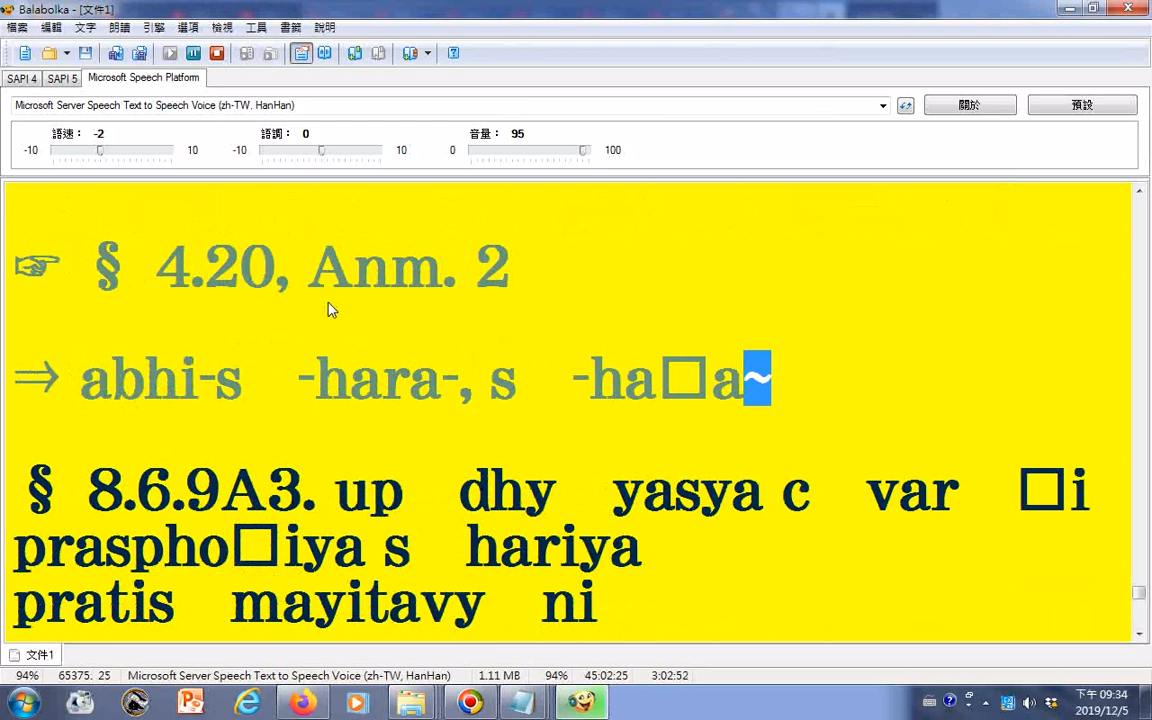 Balabolka - [文件1]
檔案 編輯 文字 朗讀 引擎 選項 檢視 工具 書籤 說明
SAPI 4 SAPI 5 Microsoft Speech Platform
Microsoft Server Speech Text to Speech Voice (zh-TW, HanHan) 關於 預設
語速： -2 語調： 0 音量： 95
-10 10 -10 10 0 100
☞ § 4.20, Anm. 2
⇒ abhi-s -hara-, s -ha□a~
§ 8.6.9A3. up dhy yasya c var □i
praspho□iya s hariya
pratis mayitavy ni
文件1
94% 65375: 25 Microsoft Server Speech Text to Speech Voice (zh-TW, HanHan) 1.11 MB 94% 45:02:25 3:02:52
下午 09:34
2019/12/5